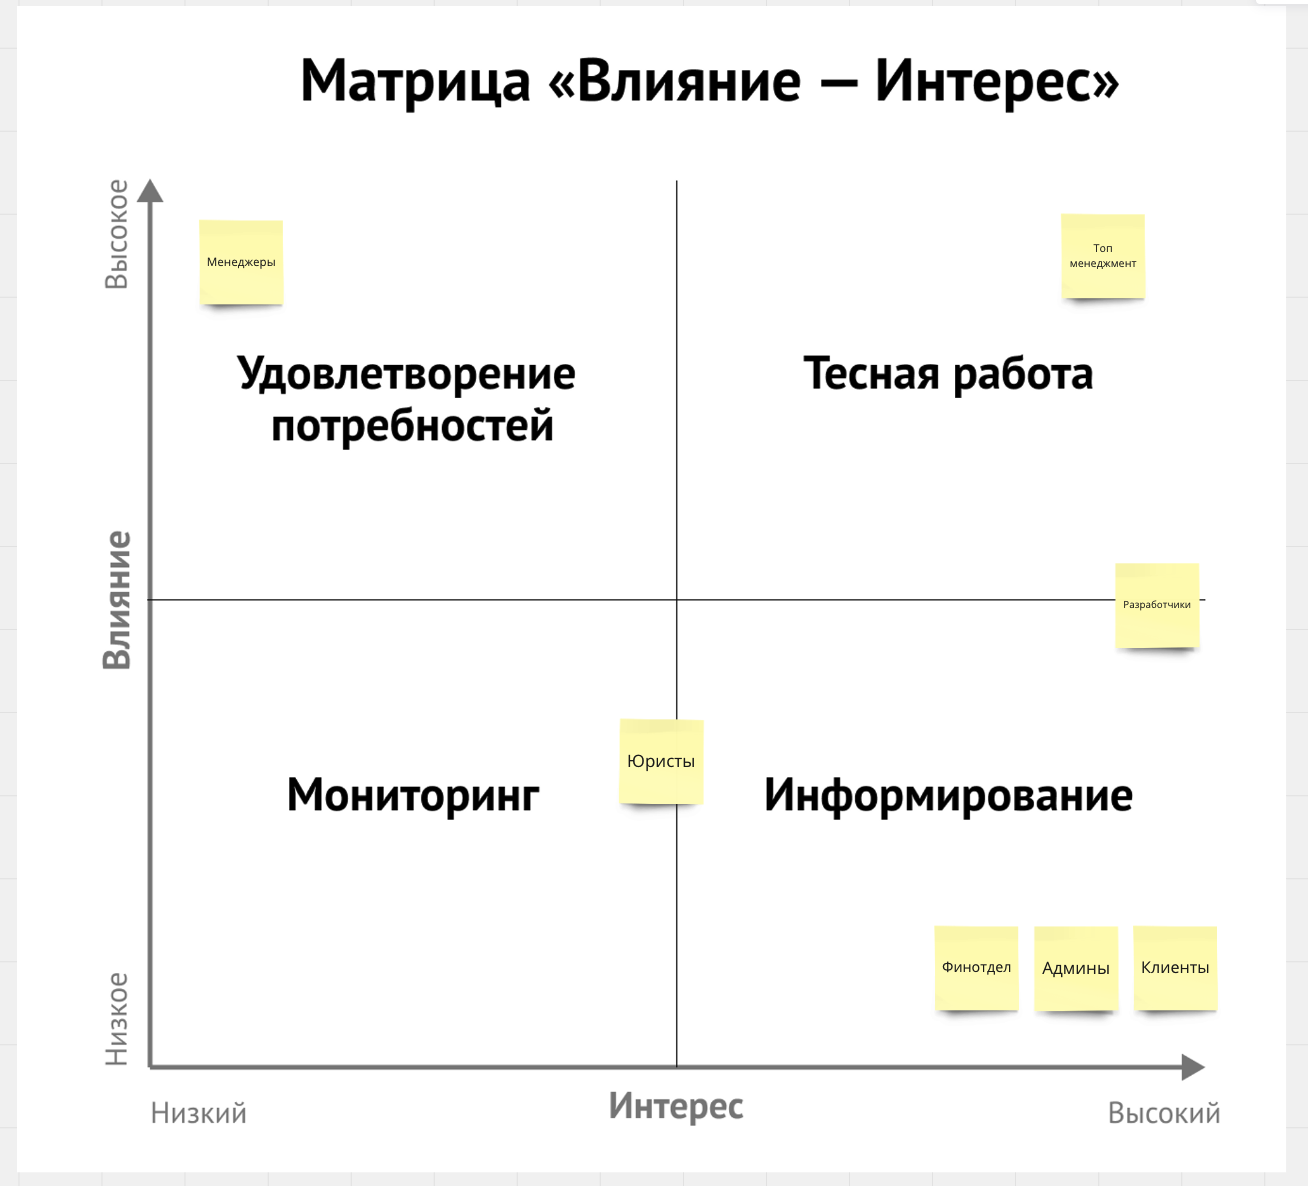 Матрица «Влияние — Интерес»
Высокое
Менеджеры
Топ
менеджмент
Удовлетворение
потребностей
Тесная работа
Влияние
Разработчики
Юристы
Мониторинг
Информирование
Финотдел
Админы
Клиенты
Низкое
Низкий
Интерес
Высокий